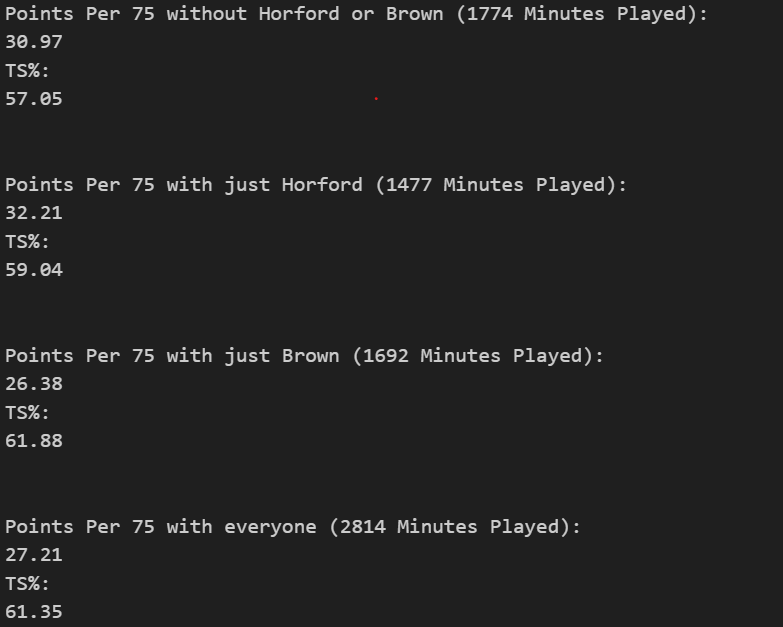 Points Per 75 without Horford or Brown (1774 Minutes Played):
30.97
TS%:
57.05
Points Per 75 with just Horford (1477 Minutes Played):
32.21
TS%:
59.04
Points Per 75 with just Brown (1692 Minutes Played):
26.38
TS%:
61.88
Points Per 75 with everyone (2814 Minutes Played):
27.21
TS%:
61.35